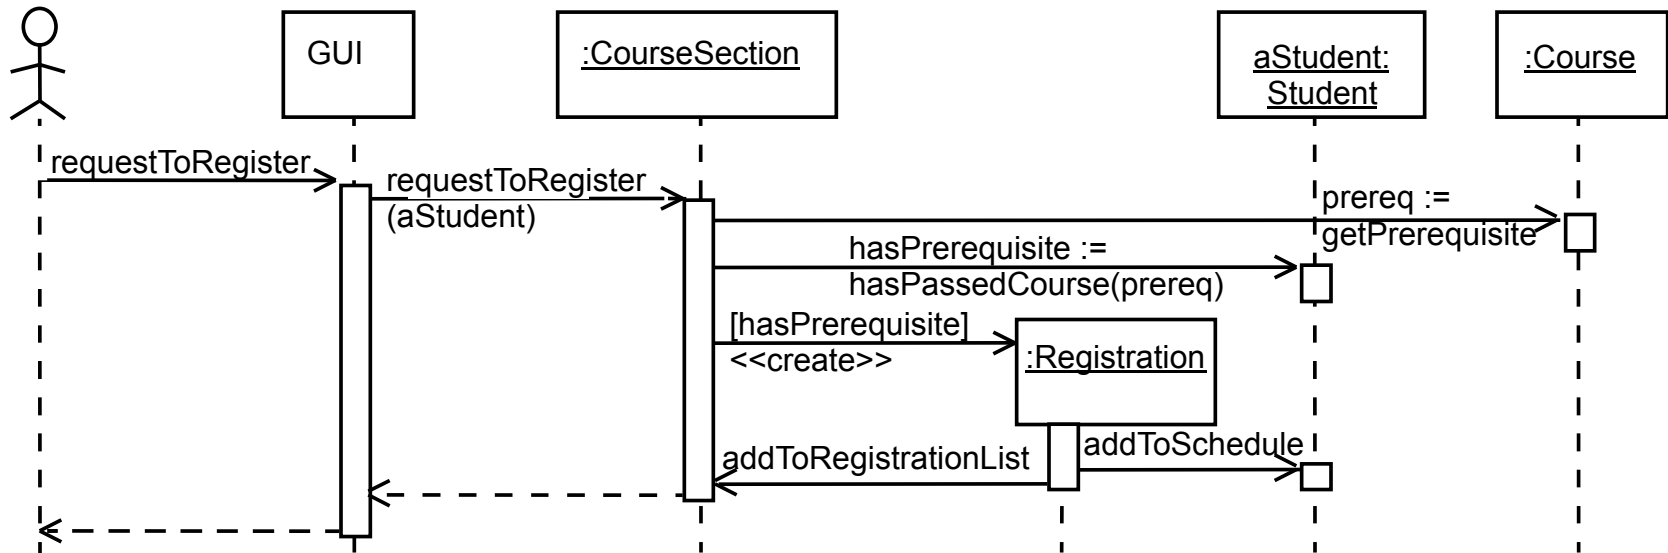 GUI
:CourseSection
aStudent:
Student
:Course
requestToRegister
requestToRegister
(aStudent)
prereq :=
getPrerequisite
hasPrerequisite :=
hasPassedCourse(prereq)
[hasPrerequisite]
<<create>>
:Registration
addToRegistrationList
addToSchedule